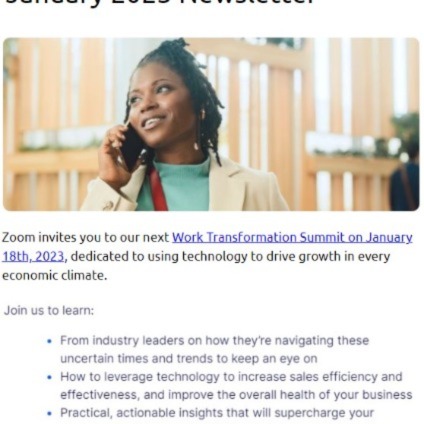 January 2023 Newsletter
Zoom invites you to our next Work Transformation Summit on January
18th, 2023, dedicated to using technology to drive growth in every
economic climate.
Join us to learn:
• From industry leaders on how they're navigating these
uncertain times and trends to keep an eye on
• How to leverage technology to increase sales efficiency and
effectiveness, and improve the overall health of your business
• Practical, actionable insights that will supercharge your